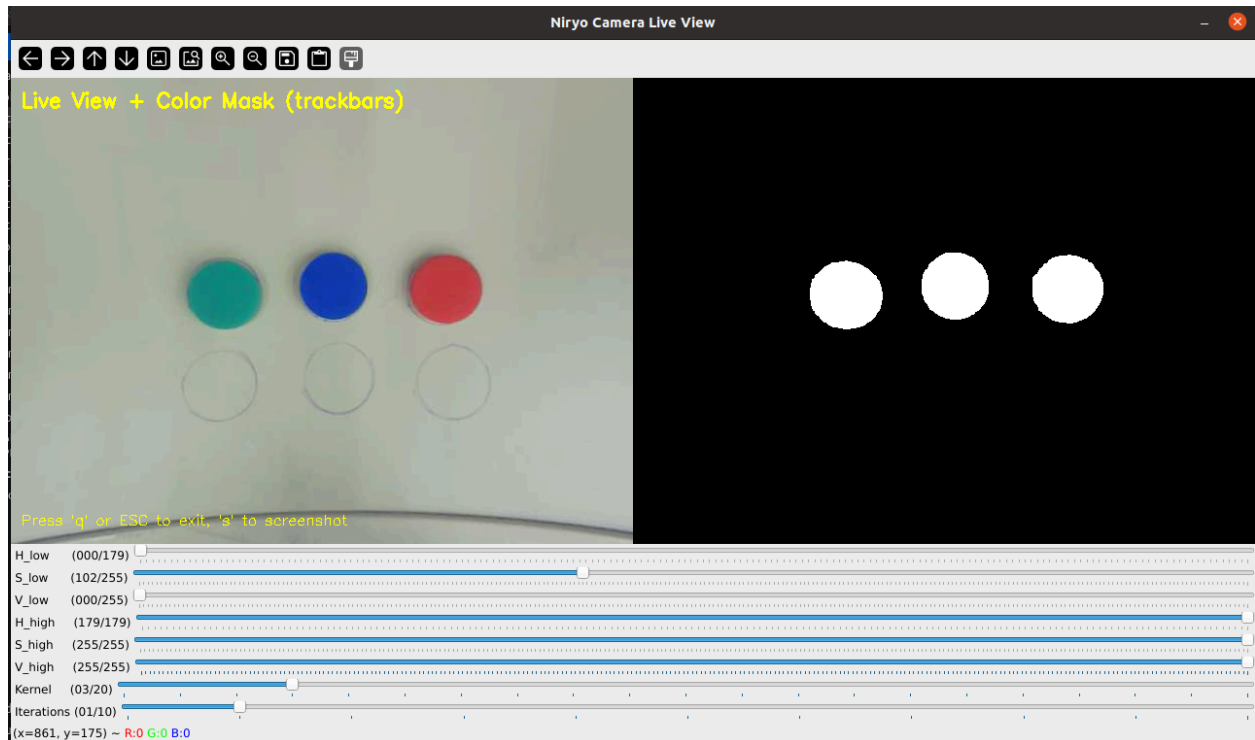 Niryo Camera Live View
Live View + Color Mask (trackbars)
Press 'q' or ESC to exit, 's' to screenshot
H_low (000/179)
S_low (102/255)
V_low (000/255)
H_high (179/179)
S_high (255/255)
V_high (255/255)
Kernel (03/20)
Iterations (01/10)
(x=861, y=175) ~ R:0 G:0 B:0